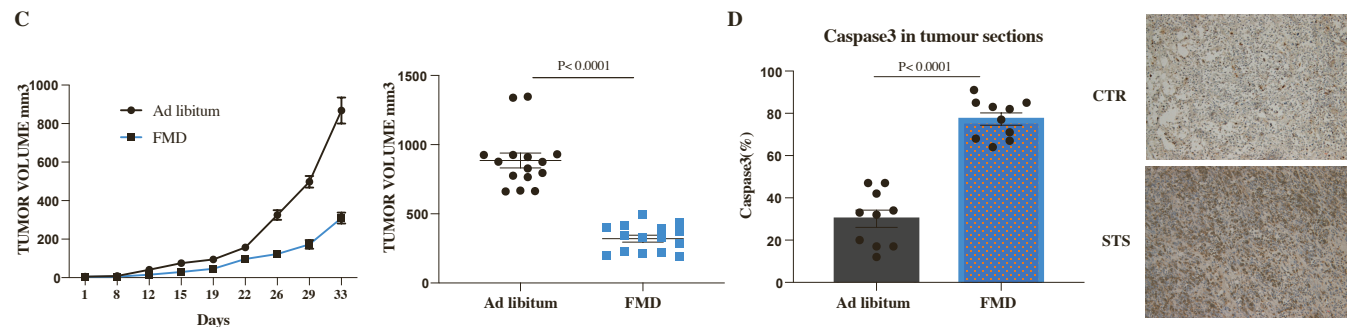 C
TUMOR VOLUME mm3
1000
800
600
400
200
0
Ad libitum
FMD
1 8 12 15 19 22 26 29 33
Days
TUMOR VOLUME mm3
1500
1000
500
0
P< 0.0001
Ad libitum FMD
D
Caspase3 in tumour sections
P< 0.0001
Caspase3(%)
100
80
60
40
20
0
Ad libitum FMD
CTR
STS